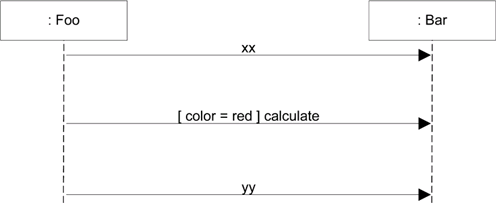 : Foo
: Bar
xx
[ color = red ] calculate
yy